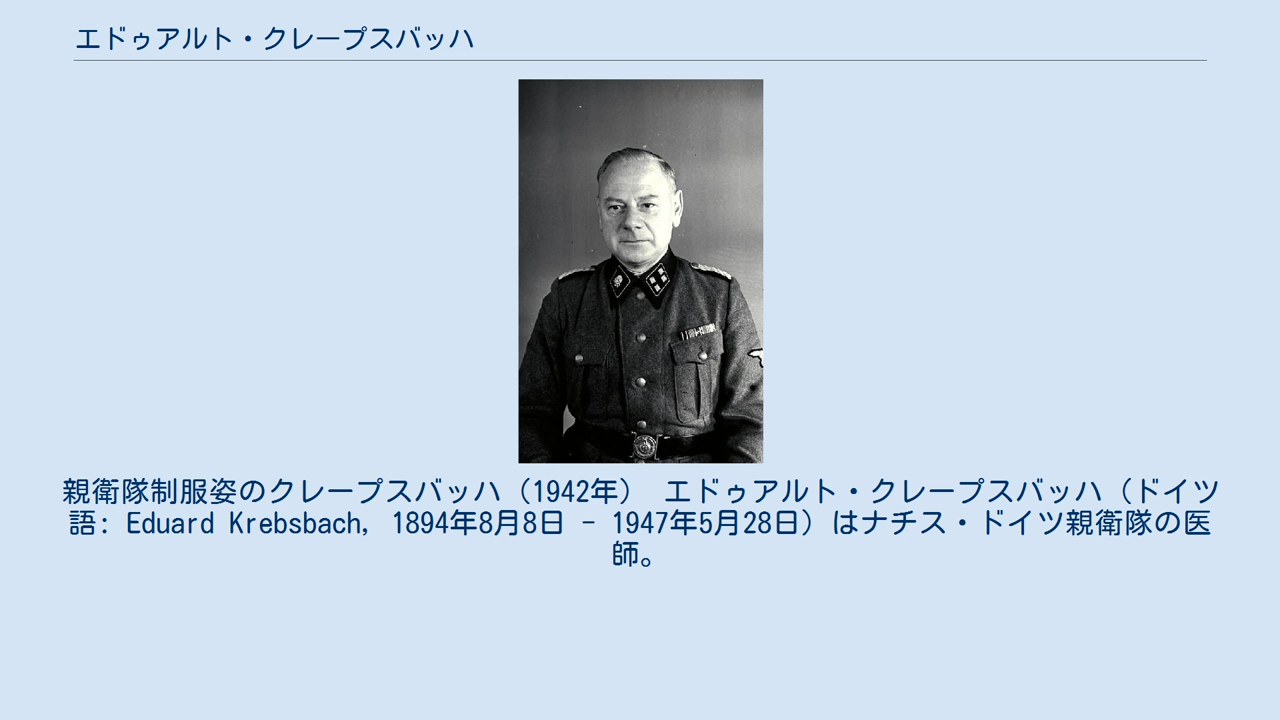 エドゥアルト・クレープスバッハ
親衛隊制服姿のクレープスバッハ（1942年） エドゥアルト・クレープスバッハ（ドイツ
語: Eduard Krebsbach, 1894年8月8日 - 1947年5月28日）はナチス・ドイツ親衛隊の医
師。